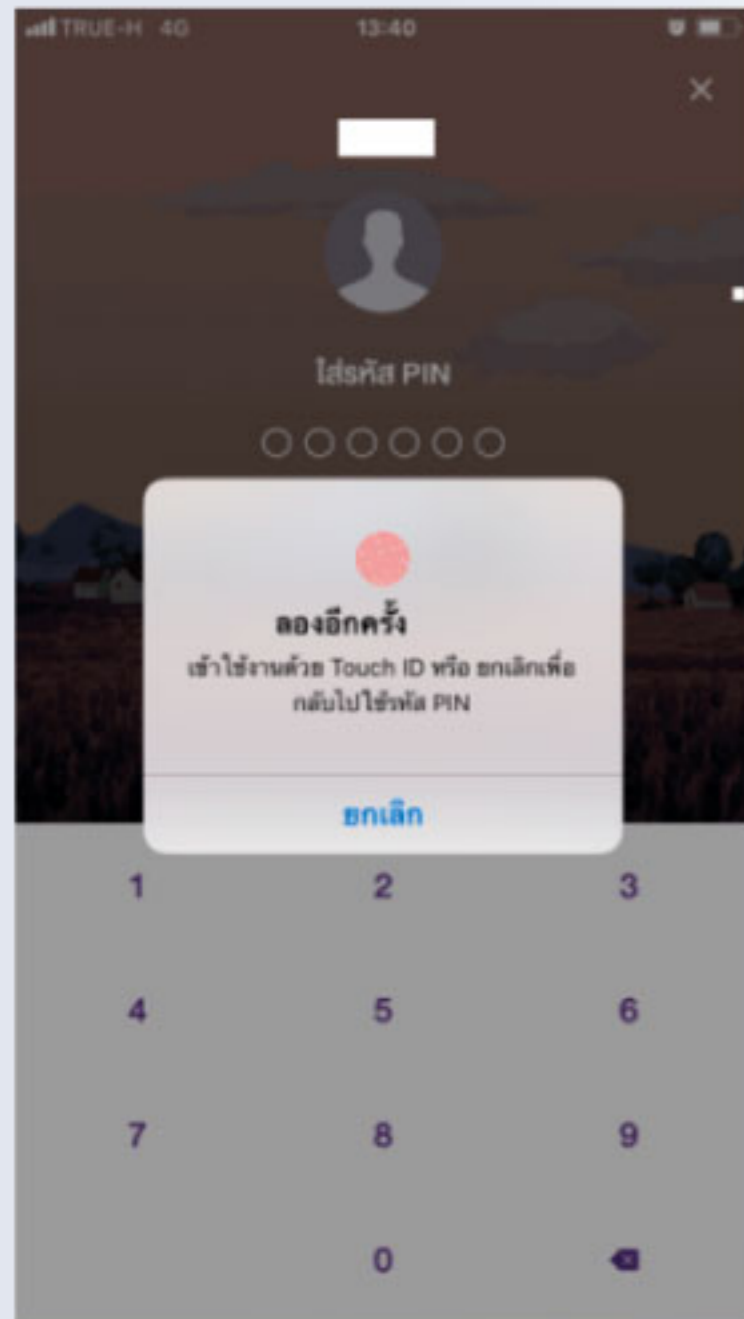 TRUE-H 4G 13:40
ใส่รหัส PIN
ลองอีกครั้ง
เข้าใช้งานด้วย Touch ID หรือ ยกเลิกเพื่อ
กลับไปใช้รหัส PIN
ยกเลิก
1 2 3
4 5 6
7 8 9
0